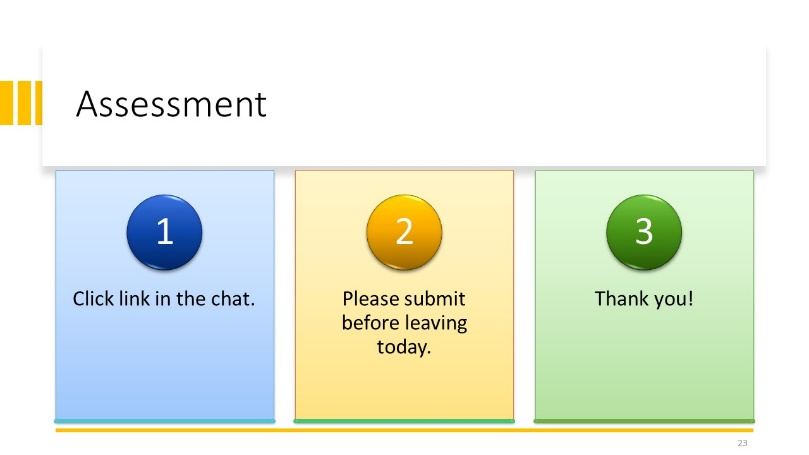 Assessment
1
Click link in the chat.
2
Please submit
before leaving
today.
3
Thank you!
23